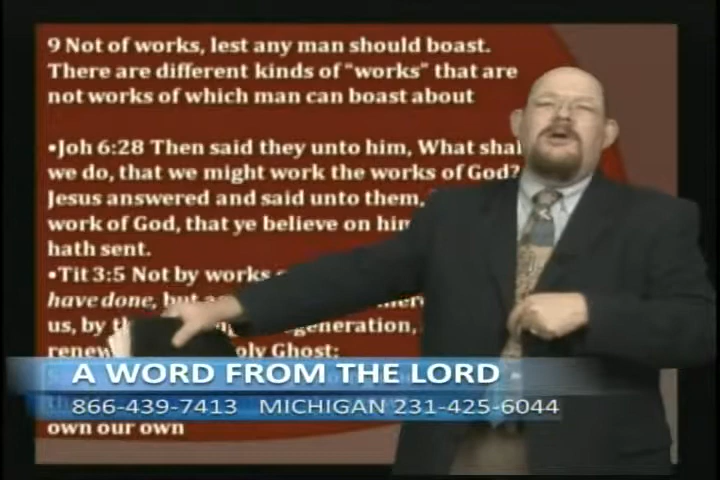 9 Not of works, lest any man should boast.
There are different kinds of "works" that are
not works of which man can boast about
•Joh 6:28 Then said they unto him, What shal
we do, that we might work the works of God?
Jesus answered and said unto them,
work of God, that ye believe on him
hath sent.
•Tit 3:5 Not by works
have done, but
us, by generation,
renew oly Ghost;
A WORD FROM THE LORD
866-439-7413 MICHIGAN 231-425-6044
own our own